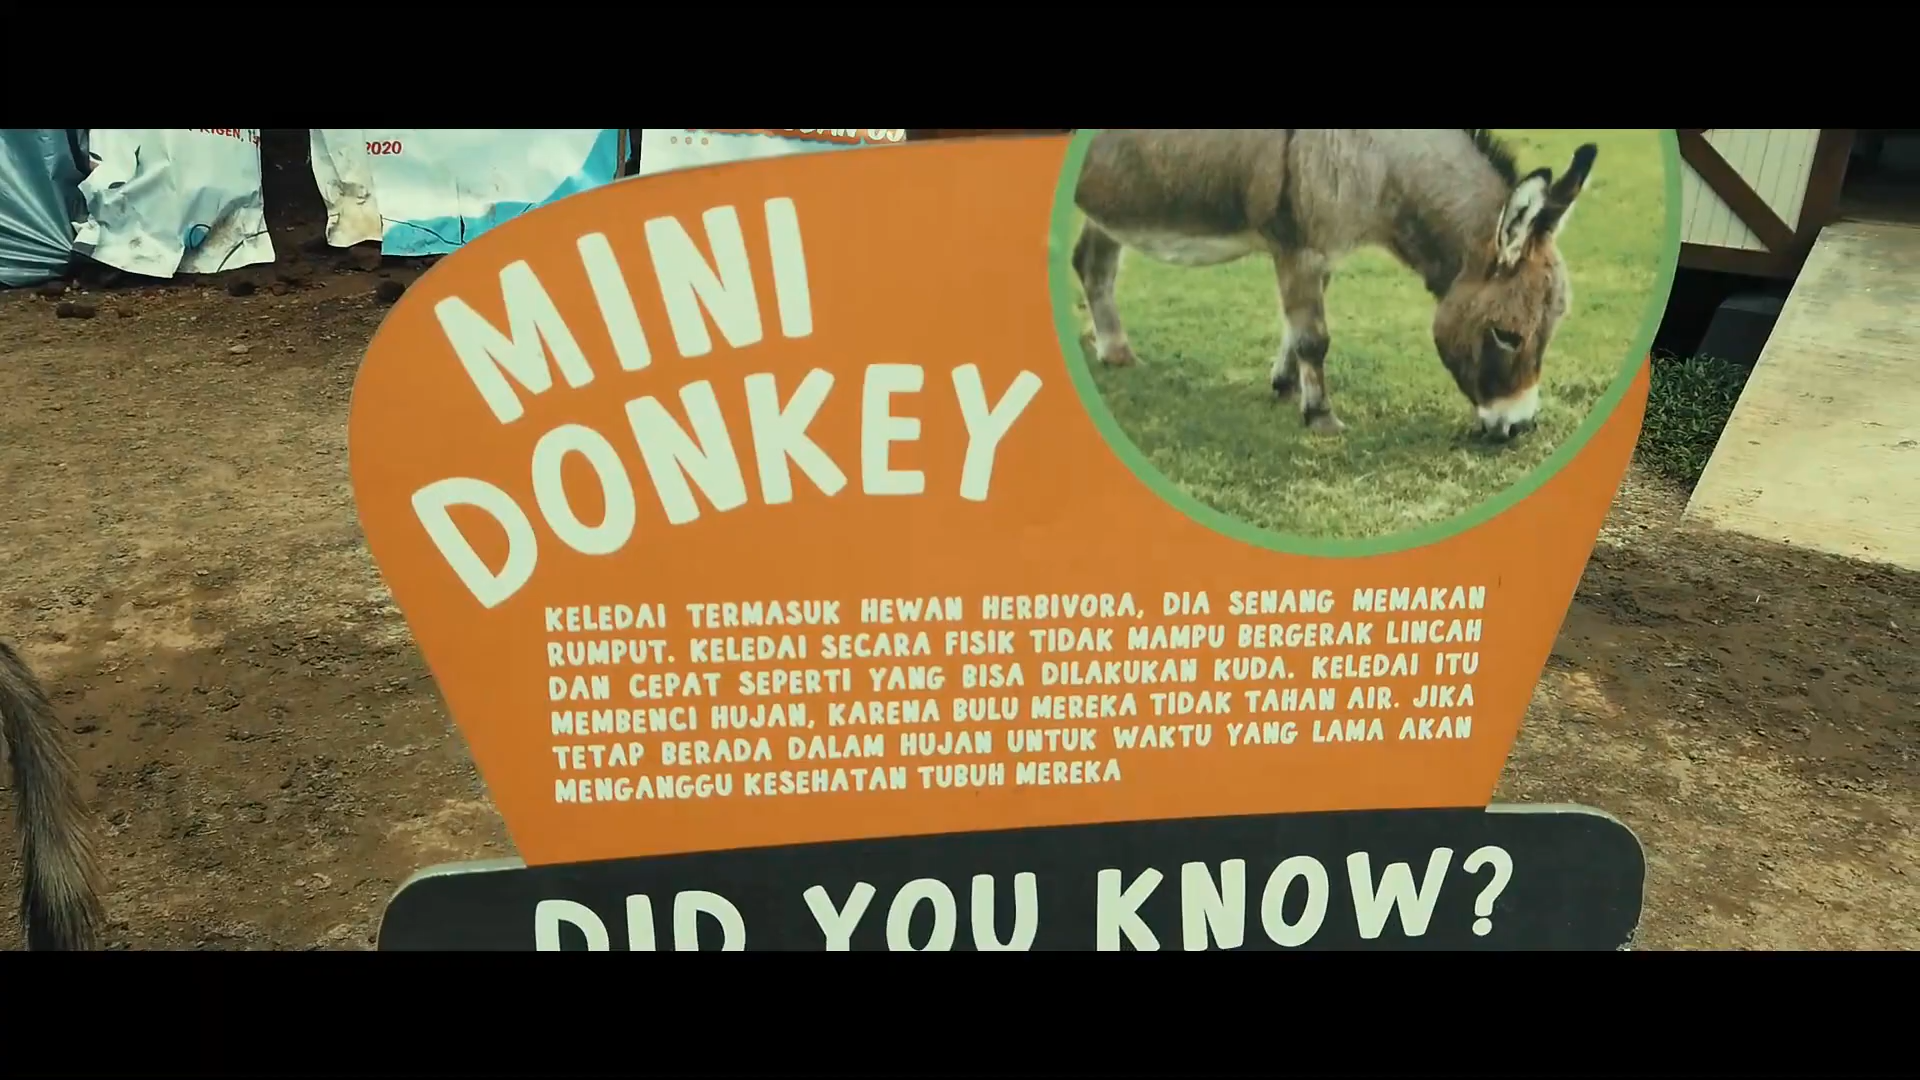 2020
MINI
DONKEY
KELEDAI TERMASUK HEWAN HERBIVORA, DIA SENANG MEMAKAN
RUMPUT. KELEDAI SECARA FISIK TIDAK MAMPU BERGERAK LINCAH
DAN CEPAT SEPERTI YANG BISA DILAKUKAN KUDA. KELEDAI ITU
MEMBENCI HUJAN, KARENA BULU MEREKA TIDAK TAHAN AIR. JIKA
TETAP BERADA DALAM HUJAN UNTUK WAKTU YANG LAMA AKAN
MENGANGGU KESEHATAN TUBUH MEREKA
DID YOU KNOW?